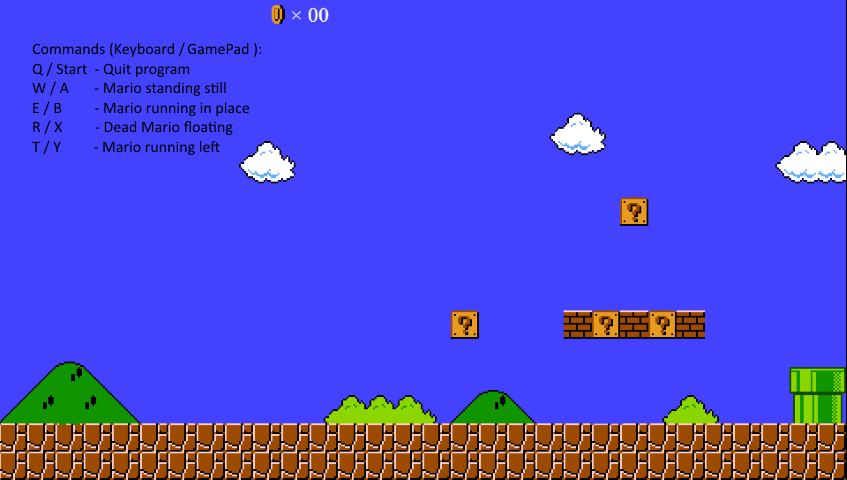 × 00
Commands (Keyboard / GamePad ):
Q / Start - Quit program
W / A - Mario standing still
E / B - Mario running in place
R / X - Dead Mario floating
T / Y - Mario running left
?
?
? ?